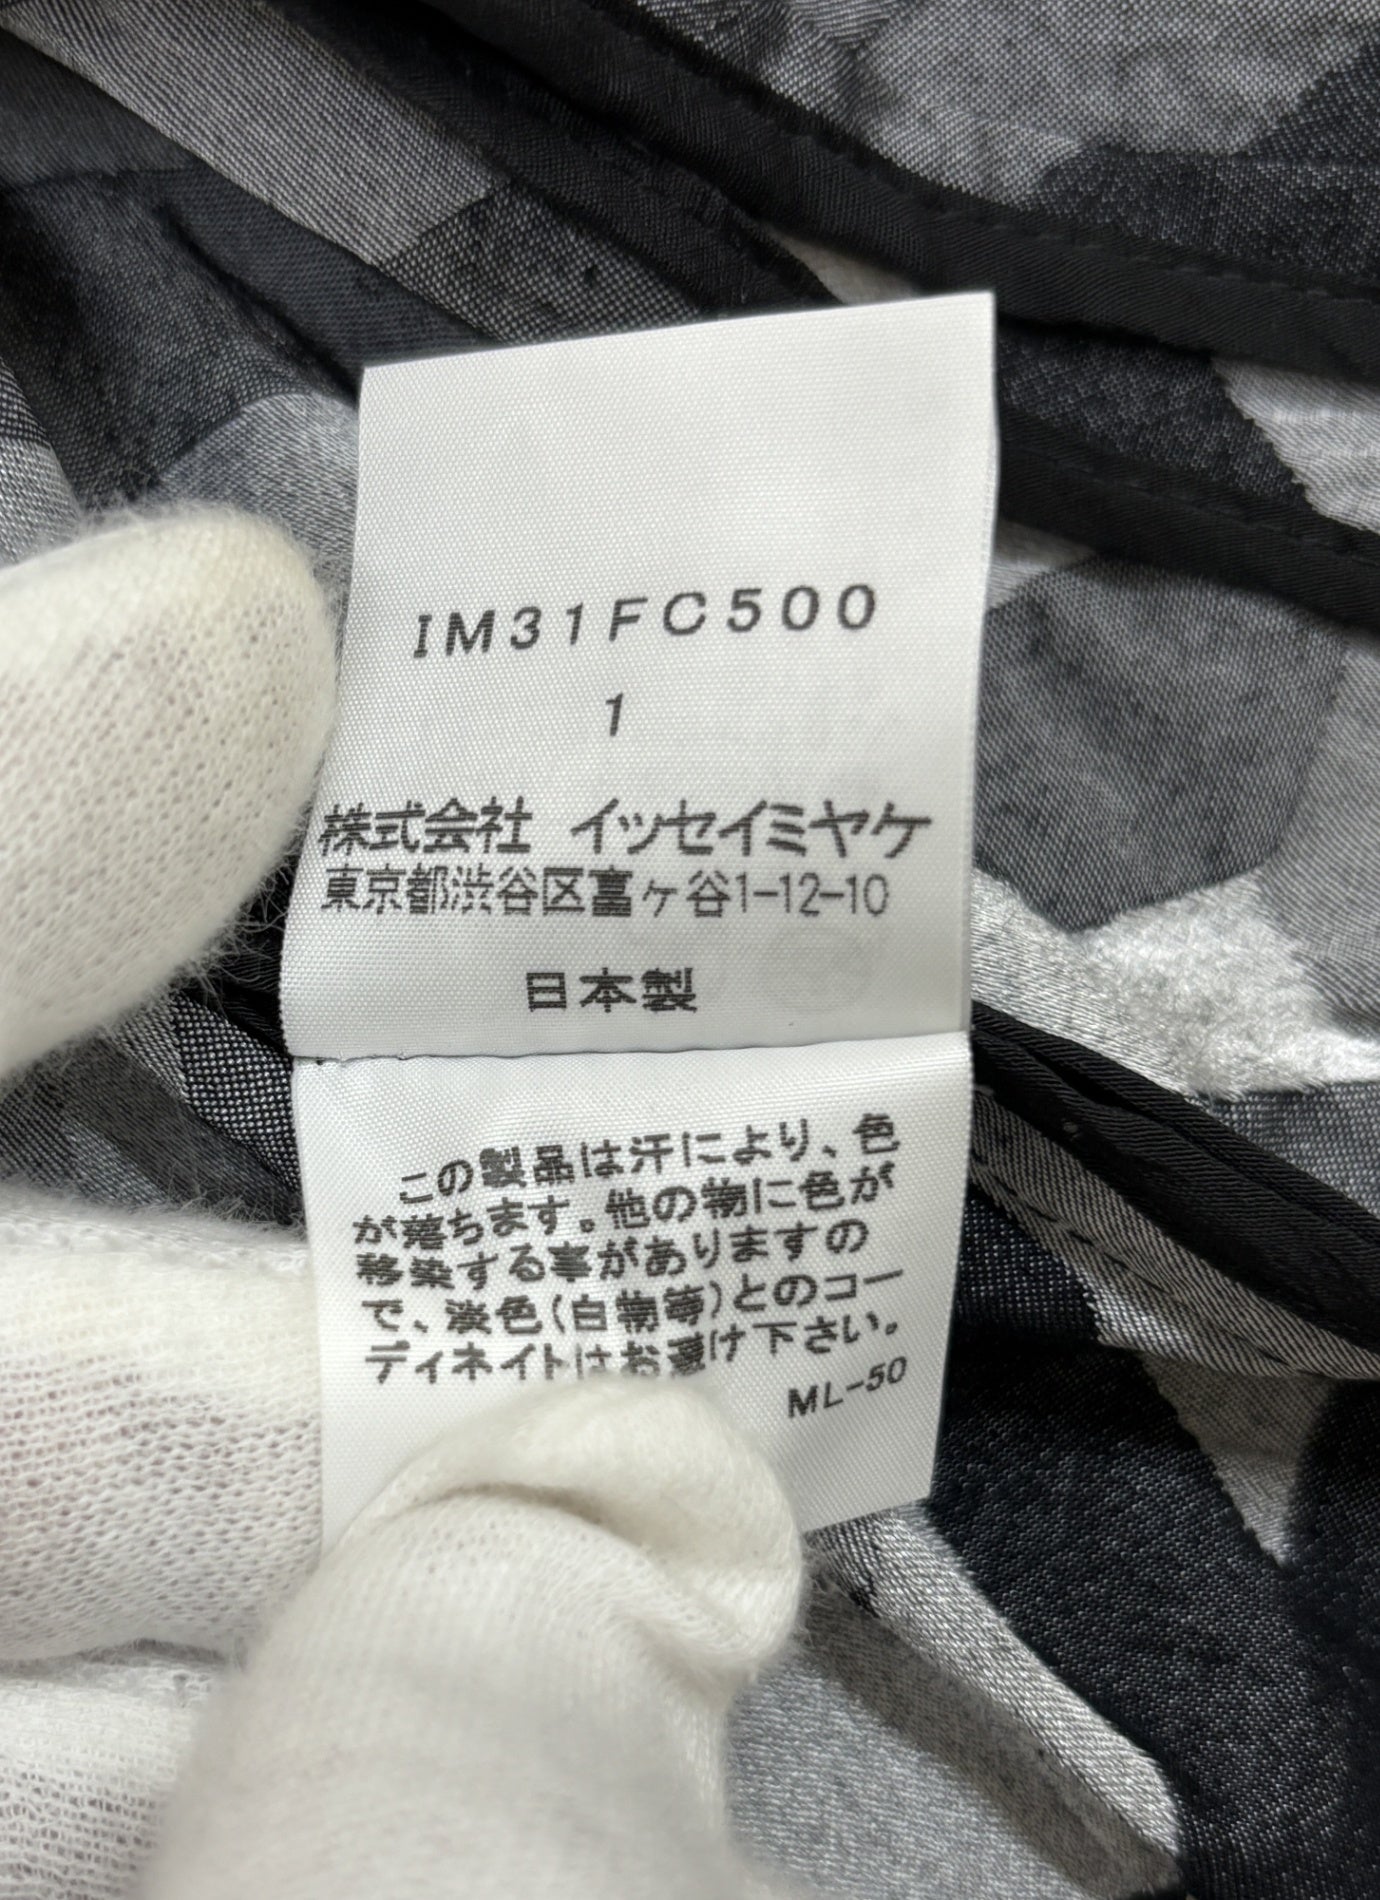 IM31FC500
1
株式会社 イッセイミヤケ
東京都渋谷区富ヶ谷1-12-10
日本製
この製品は汗により、色
が落ちます。他の物に色が
移染する事がありますの
で、淡色(白物等)とのコー
ディネイトはお避け下さい。
ML-50